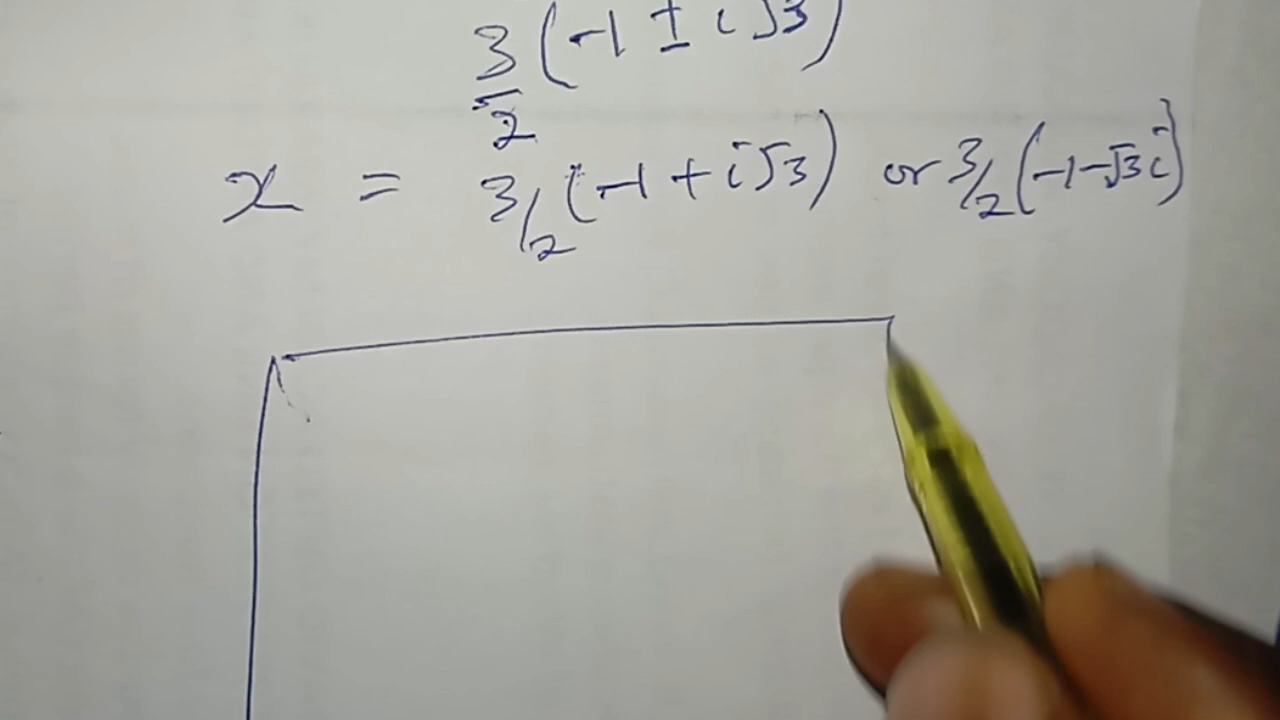 3/2 (-1 ± i√3)
x = 3/2 (-1 + i√3) or 3/2 (-1 - √3i)